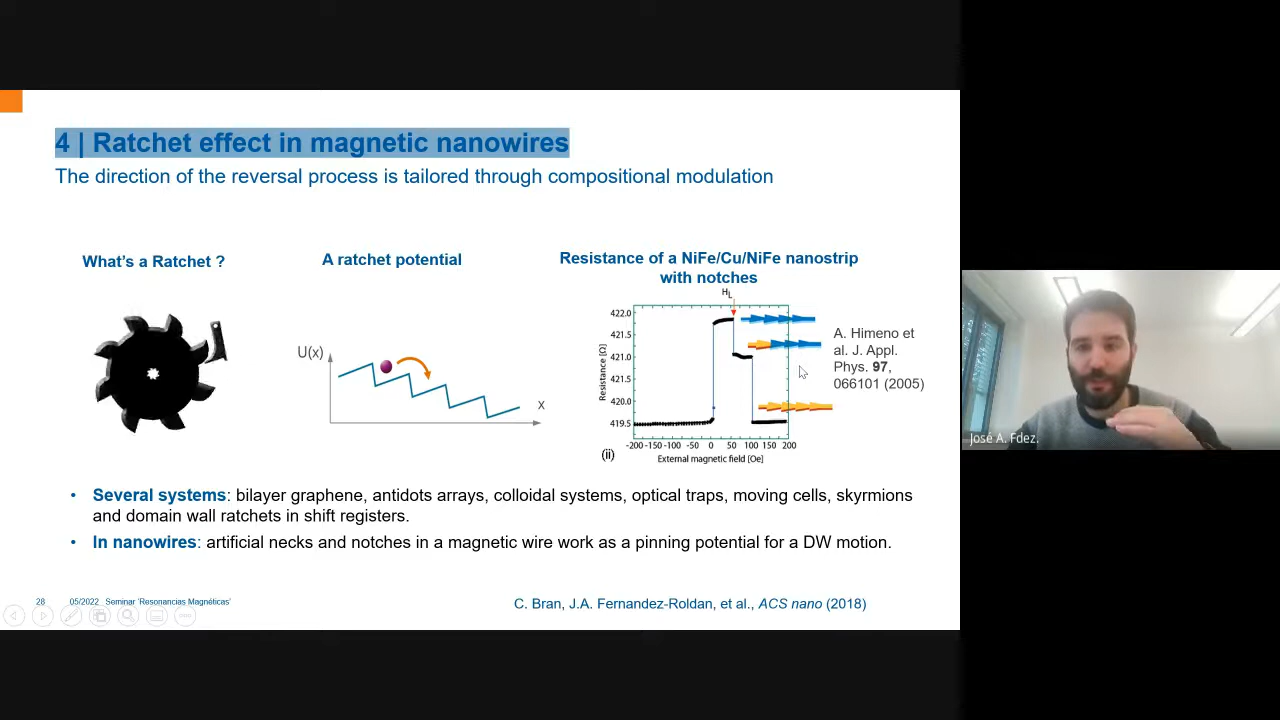 4 | Ratchet effect in magnetic nanowires
The direction of the reversal process is tailored through compositional modulation
What's a Ratchet ?
A ratchet potential
U(x)
X
Resistance of a NiFe/Cu/NiFe nanostrip
with notches
HL
422.0
421.5
421.0
421.5
420.0
419.5
Resistance [Ω]
-200 -150 -100 -50 0 50 100 150 200
(ii)
External magnetic field [Oe]
A. Himeno et
al. J. Appl.
Phys. 97,
066101 (2005)
José A. Fdez.
• Several systems: bilayer graphene, antidots arrays, colloidal systems, optical traps, moving cells, skyrmions
and domain wall ratchets in shift registers.
• In nanowires: artificial necks and notches in a magnetic wire work as a pinning potential for a DW motion.
28
05/2022 Seminar 'Resonancias Magnéticas'
C. Bran, J.A. Fernandez-Roldan, et al., ACS nano (2018)